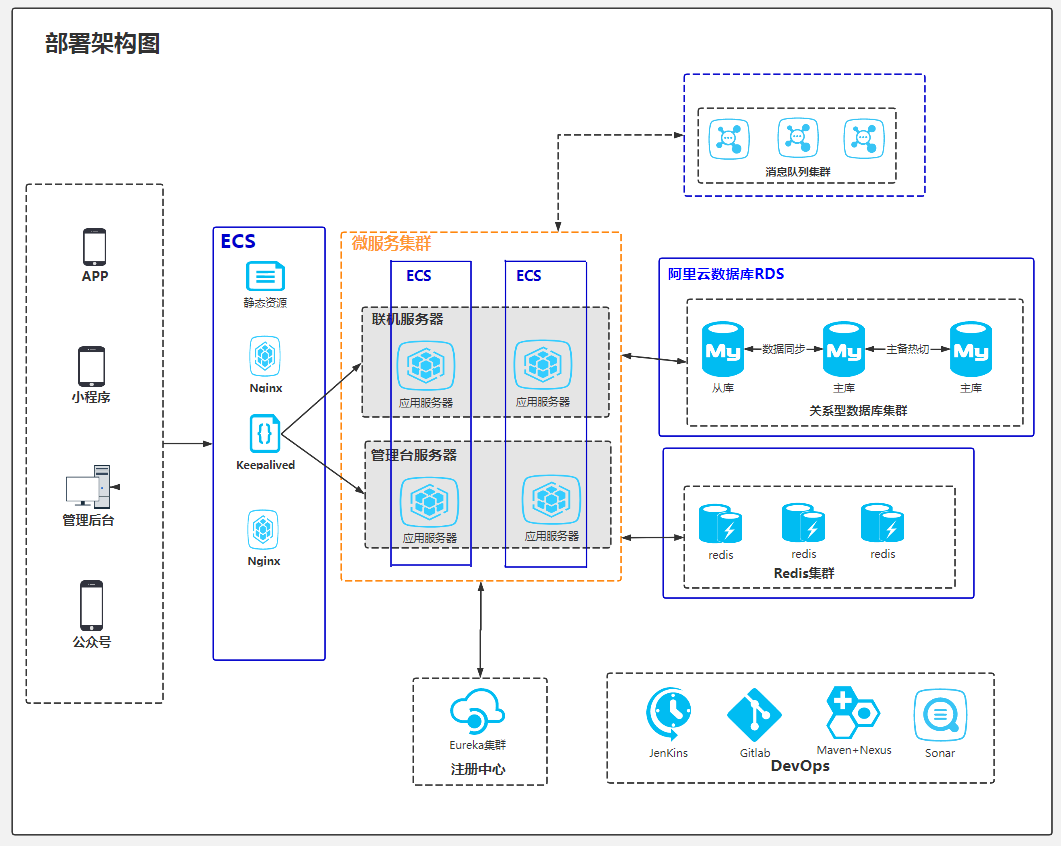 部署架构图
消息队列集群
APP
小程序
管理后台
公众号
ECS
静态资源
Nginx
Keepalived
Nginx
微服务集群
ECS
ECS
联机服务器
应用服务器
应用服务器
管理台服务器
应用服务器
应用服务器
阿里云数据库RDS
My
数据同步
My
主备热切
My
从库
主库
主库
关系型数据库集群
redis
redis
redis
Redis集群
Eureka集群
注册中心
JenKins
Gitlab
Maven+Nexus
Sonar
DevOps